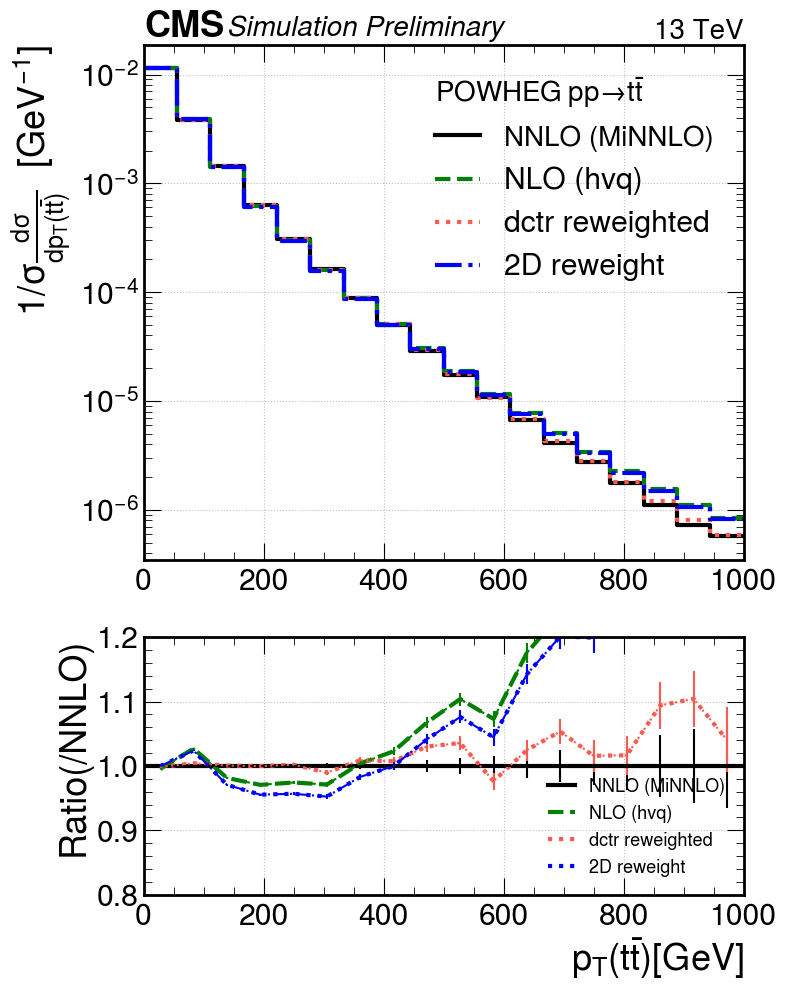 CMS Simulation Preliminary 13 TeV
1/σ dσ/dp_T(tt̄) [GeV⁻¹]
10⁻²
10⁻³
10⁻⁴
10⁻⁵
10⁻⁶
POWHEG pp→tt̄
NNLO (MiNNLO)
NLO (hvq)
dctr reweighted
2D reweight
0 200 400 600 800 1000
Ratio(/NNLO)
1.2
1.1
1.0
0.9
0.8
NNLO (MiNNLO)
NLO (hvq)
dctr reweighted
2D reweight
0 200 400 600 800 1000
p_T(tt̄)[GeV]